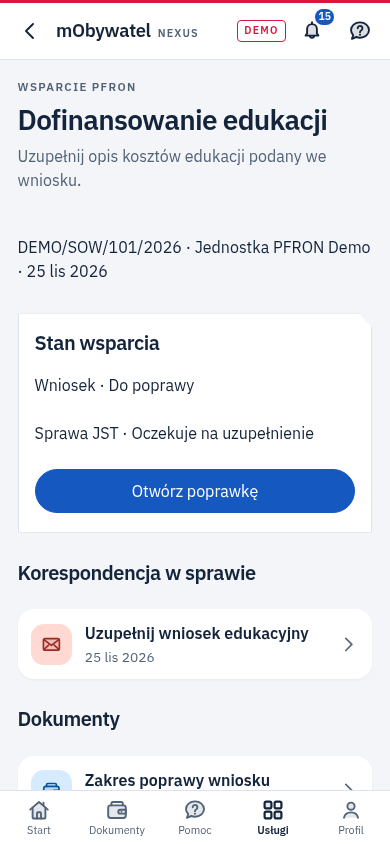 mObywatel NEXUS
DEMO
15
WSPARCIE PFRON
Dofinansowanie edukacji
Uzupełnij opis kosztów edukacji podany we
wniosku.
DEMO/SOW/101/2026 · Jednostka PFRON Demo
· 25 lis 2026
Stan wsparcia
Wniosek · Do poprawy
Sprawa JST · Oczekuje na uzupełnienie
Otwórz poprawkę
Korespondencja w sprawie
Uzupełnij wniosek edukacyjny
25 lis 2026
Dokumenty
Zakres poprawy wniosku
Start
Dokumenty
Pomoc
Usługi
Profil